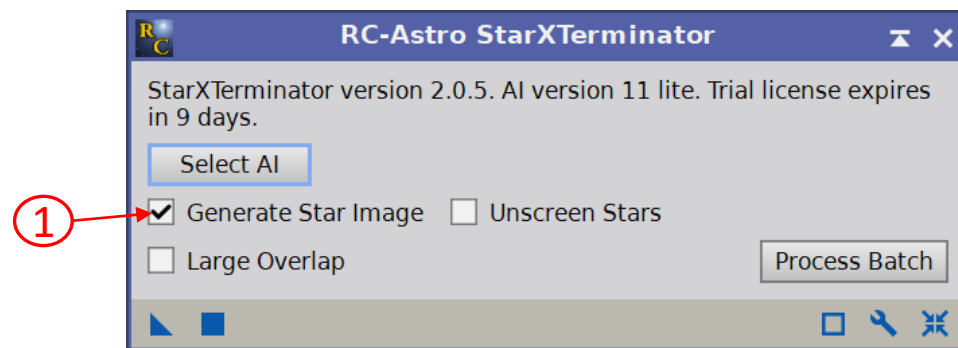 RC
RC-Astro StarXTerminator
StarXTerminator version 2.0.5. AI version 11 lite. Trial license expires
in 9 days.
Select AI
1
Generate Star Image
Unscreen Stars
Large Overlap
Process Batch